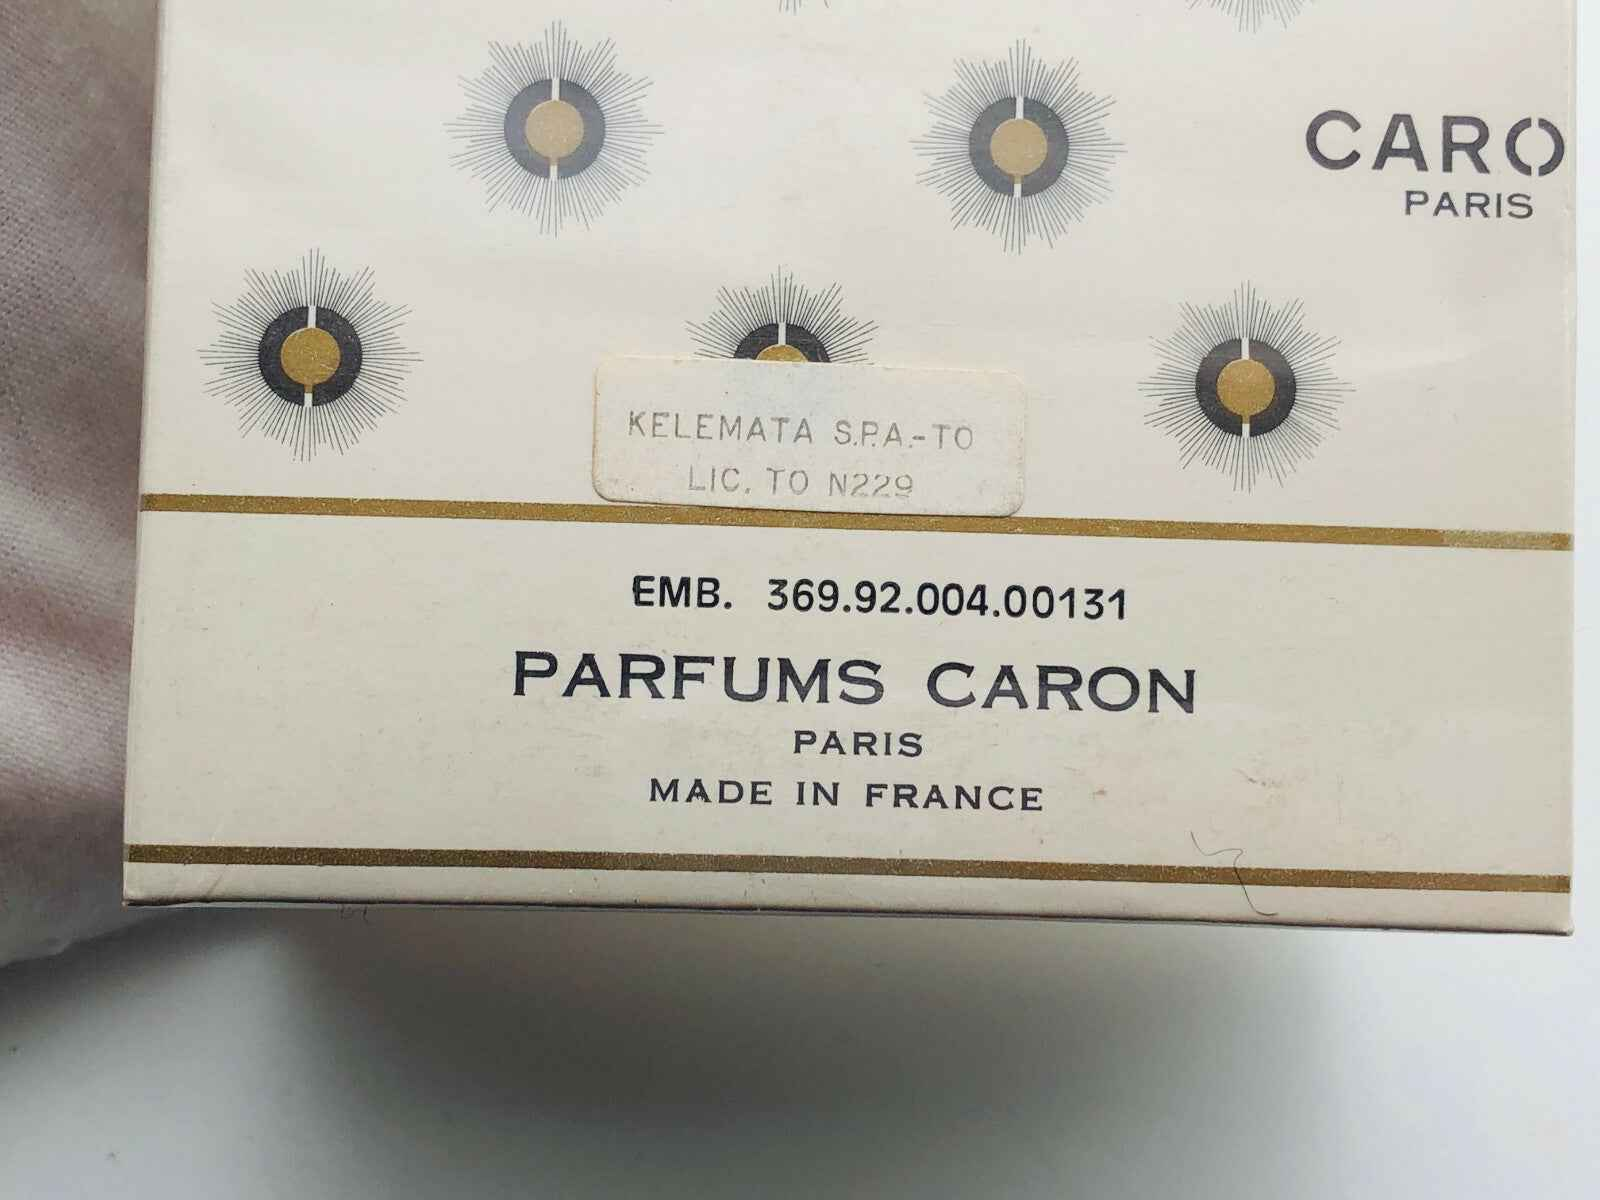 CARO
PARIS
KELEMATA S.P.A.-TO
LIC. TO N229
EMB. 369.92.004.00131
PARFUMS CARON
PARIS
MADE IN FRANCE